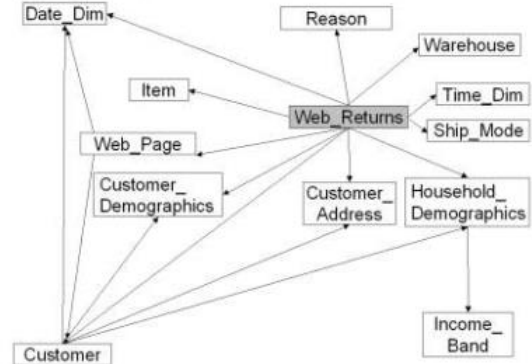 Date_Dim
Reason
Warehouse
Item
Time_Dim
Web_Returns
Ship_Mode
Web_Page
Customer_
Demographics
Customer_
Address
Household_
Demographics
Income_
Band
Customer